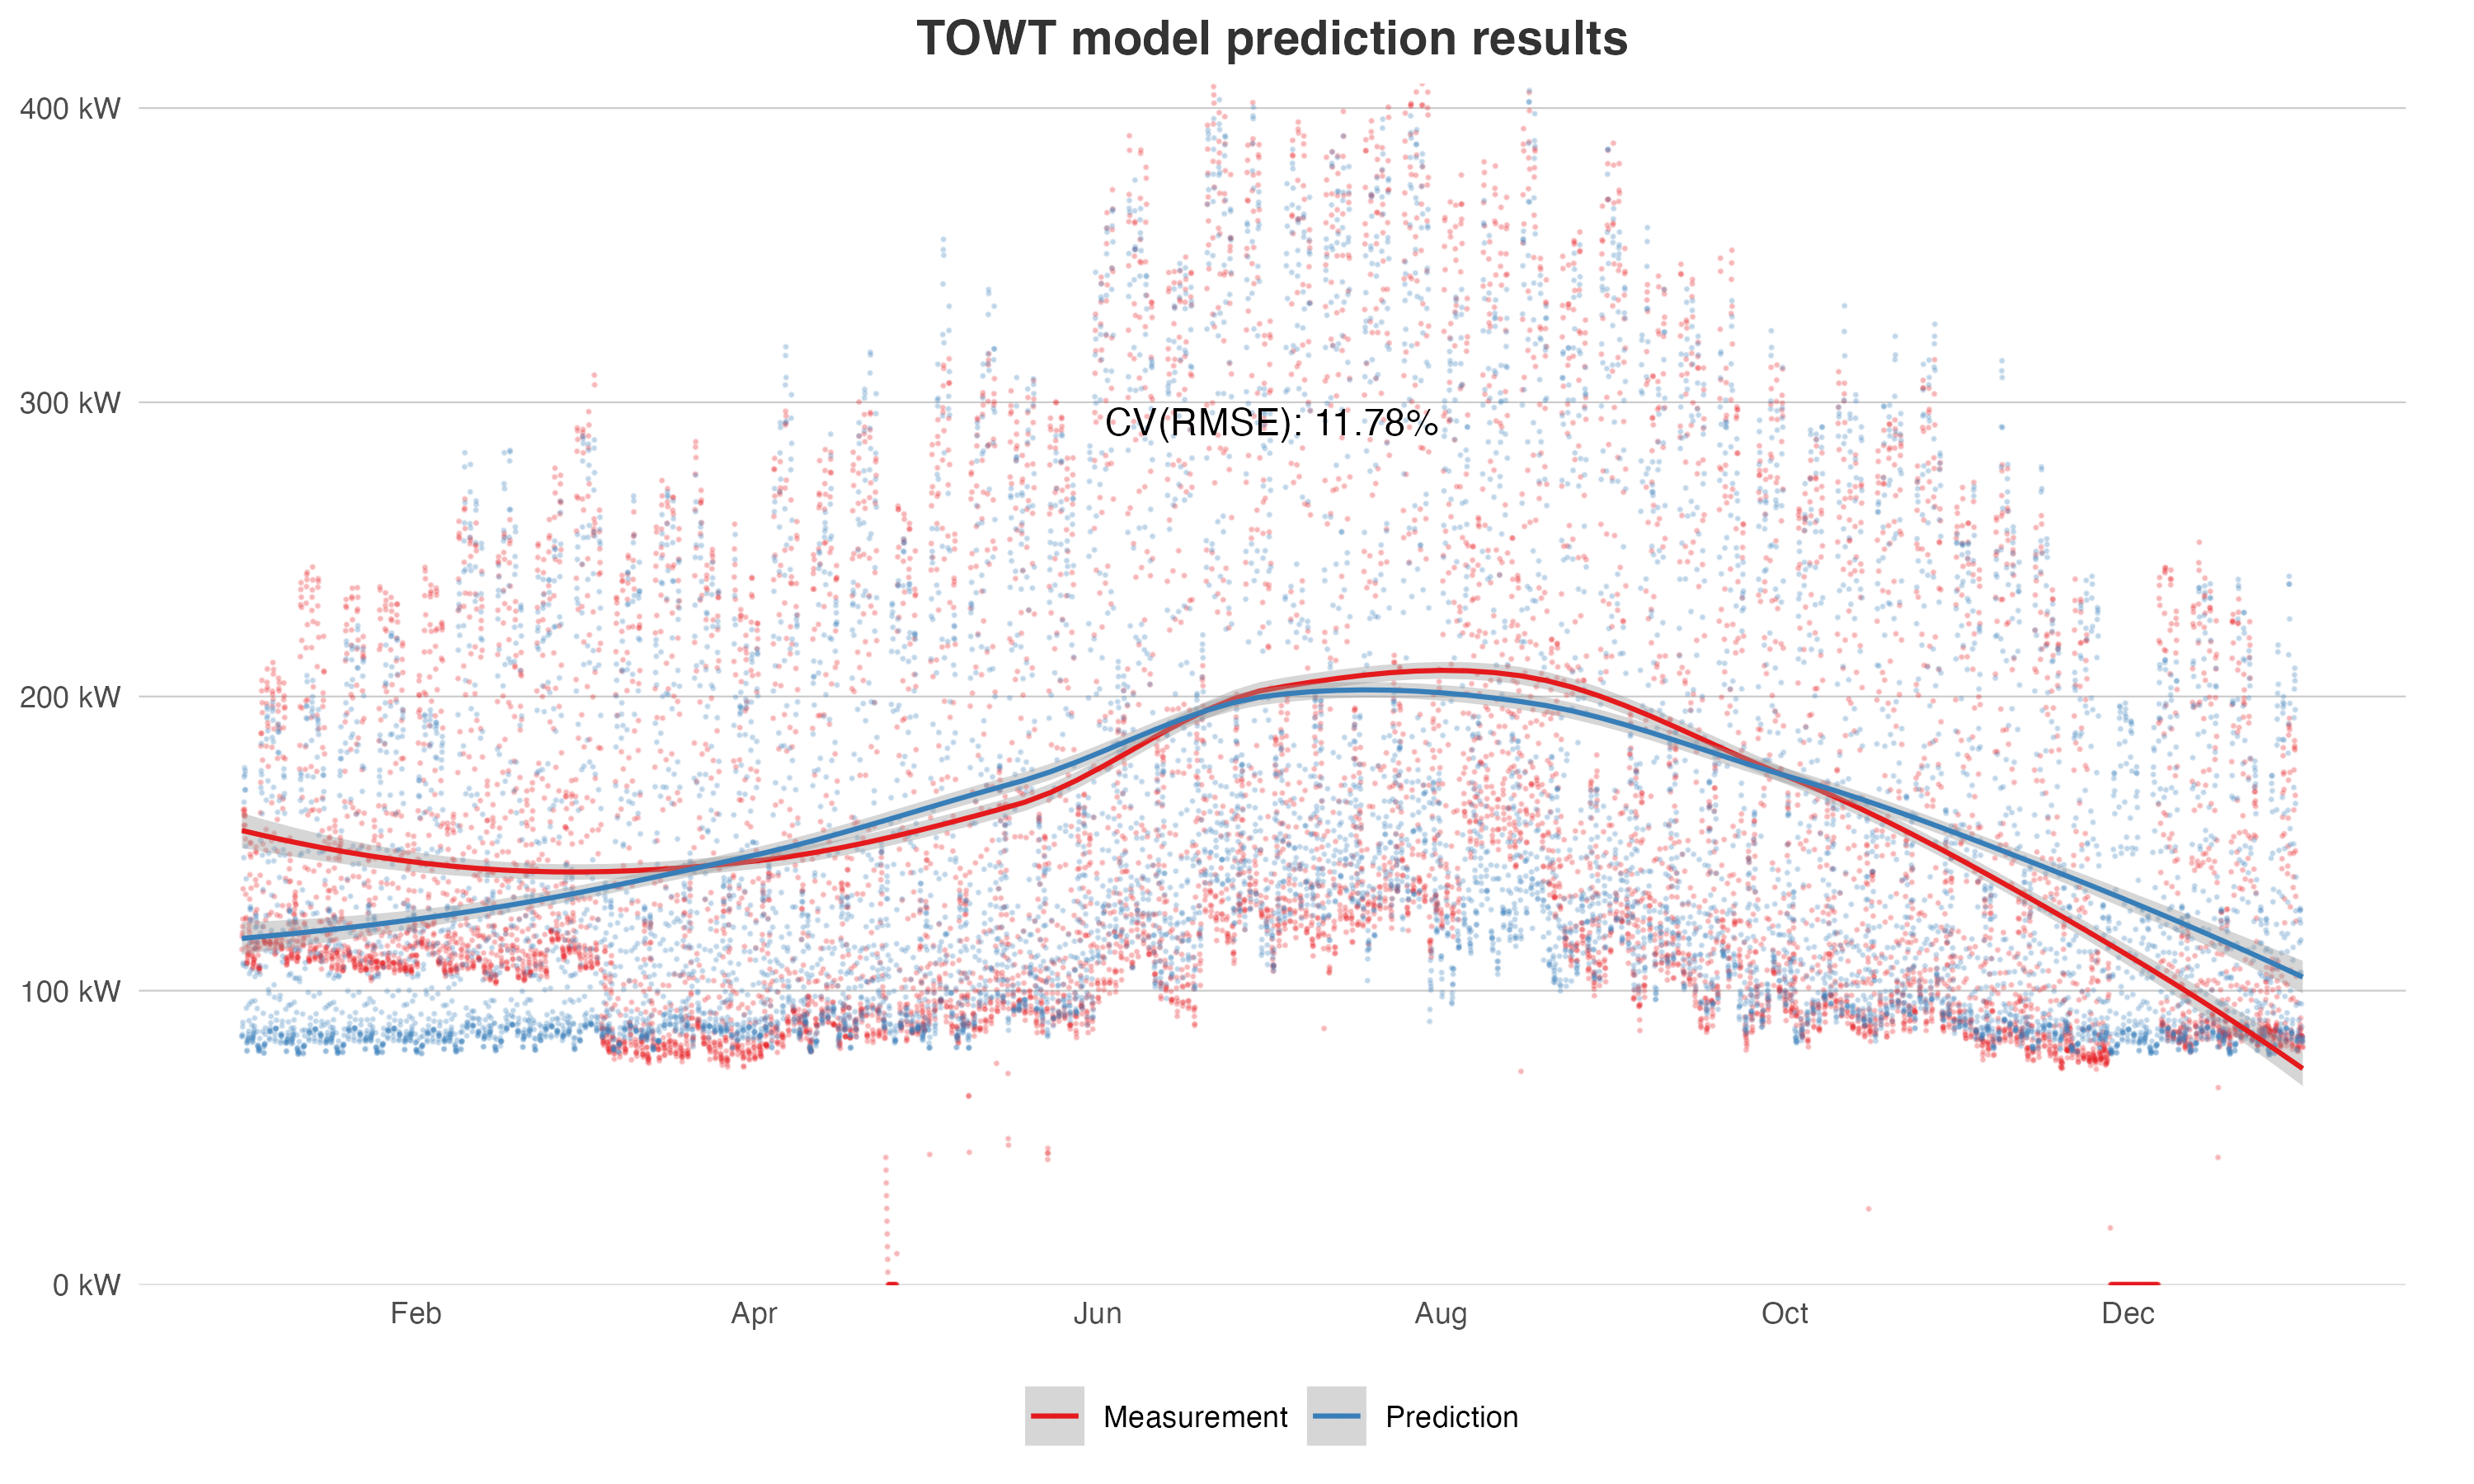 TOWT model prediction results
400 kW
300 kW
CV(RMSE): 11.78%
200 kW
100 kW
0 kW
Feb Apr Jun Aug Oct Dec
Measurement Prediction